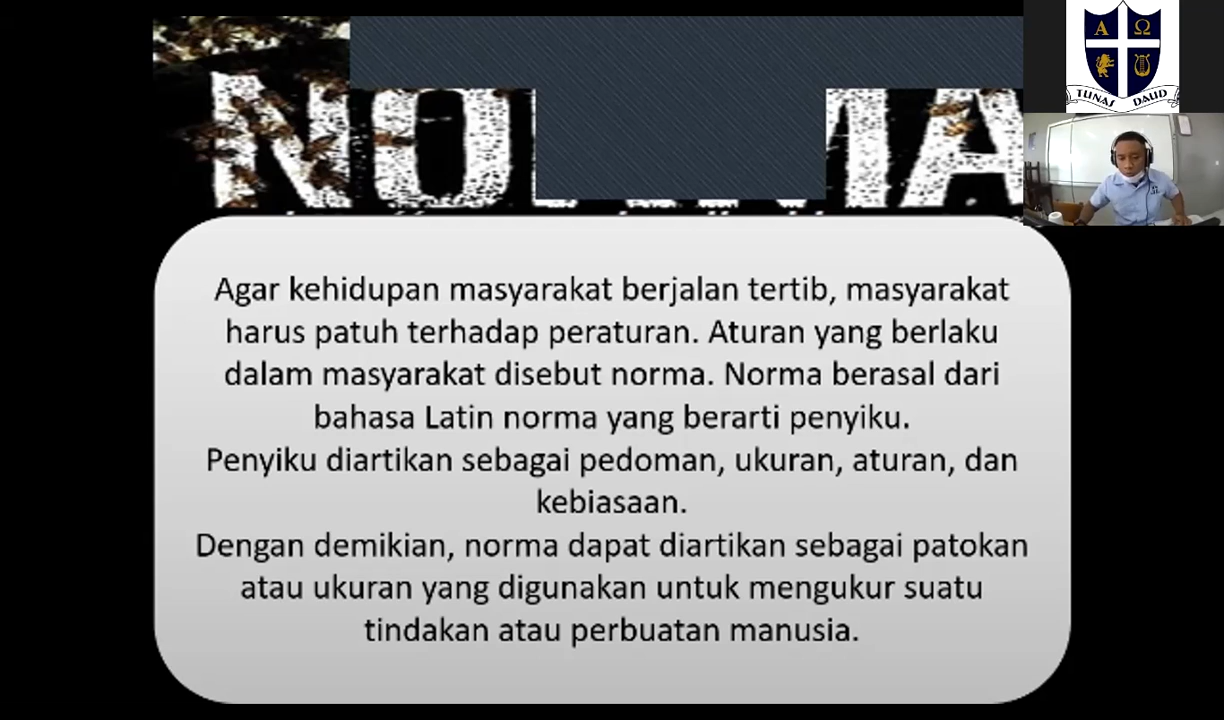 Α Ω
TUNAS DAUD
Agar kehidupan masyarakat berjalan tertib, masyarakat
harus patuh terhadap peraturan. Aturan yang berlaku
dalam masyarakat disebut norma. Norma berasal dari
bahasa Latin norma yang berarti penyiku.
Penyiku diartikan sebagai pedoman, ukuran, aturan, dan
kebiasaan.
Dengan demikian, norma dapat diartikan sebagai patokan
atau ukuran yang digunakan untuk mengukur suatu
tindakan atau perbuatan manusia.